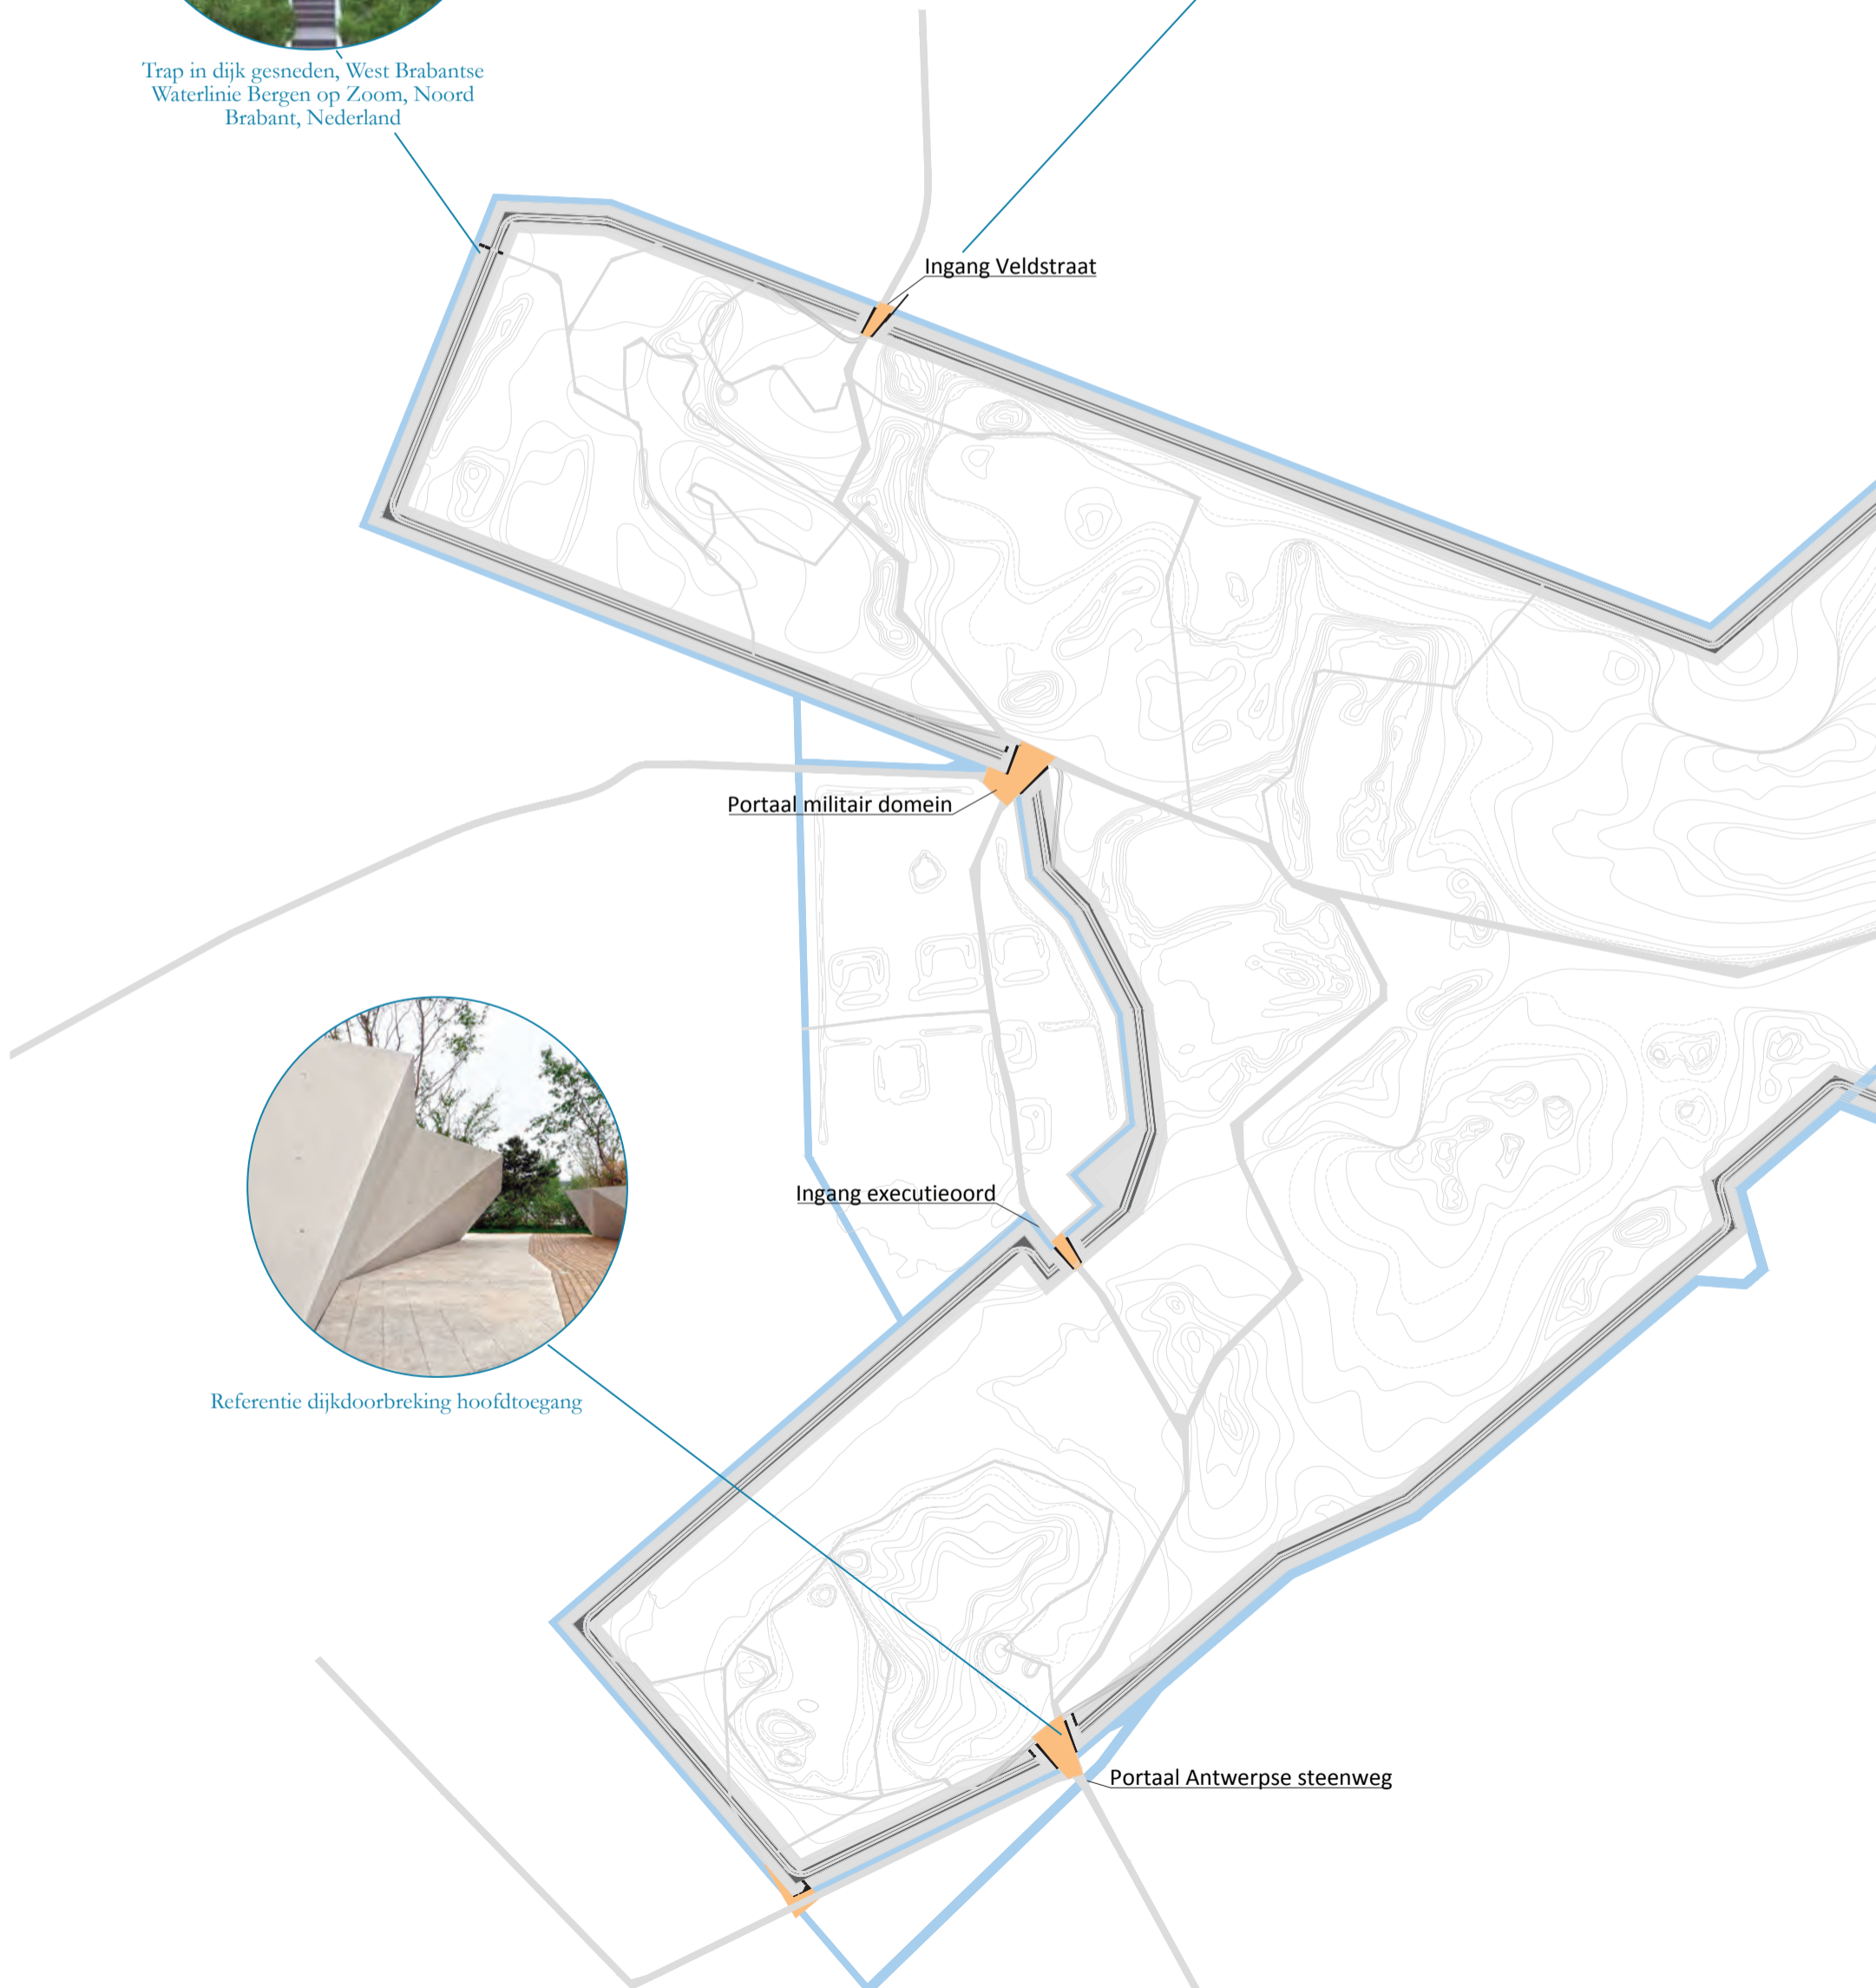 Trap in dijk gesneden, West Brabantse
Waterlinie Bergen op Zoom, Noord
Brabant, Nederland
Ingang Veldstraat
Portaal militair domein
Ingang executieoord
Referentie dijkdoorbreking hoofdtoegang
Portaal Antwerpse steenweg